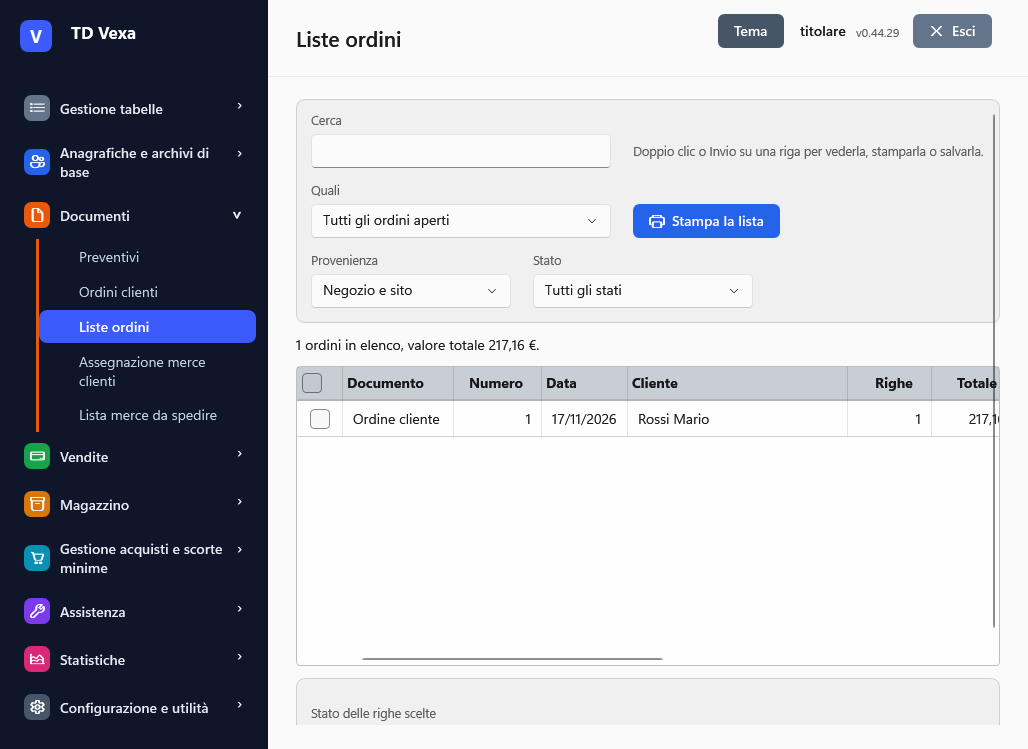 V
TD Vexa
Gestione tabelle
Anagrafiche e archivi di
base
Documenti
Preventivi
Ordini clienti
Liste ordini
Assegnazione merce
clienti
Lista merce da spedire
Vendite
Magazzino
Gestione acquisti e scorte
minime
Assistenza
Statistiche
Configurazione e utilità
Liste ordini
Tema
titolare
v0.44.29
Esci
Cerca
Doppio clic o Invio su una riga per vederla, stamparla o salvarla.
Quali
Tutti gli ordini aperti
Stampa la lista
Provenienza
Stato
Negozio e sito
Tutti gli stati
1 ordini in elenco, valore totale 217,16 €.
Documento Numero Data Cliente Righe Totale
Ordine cliente 1 17/11/2026 Rossi Mario 1 217,1
Stato delle righe scelte